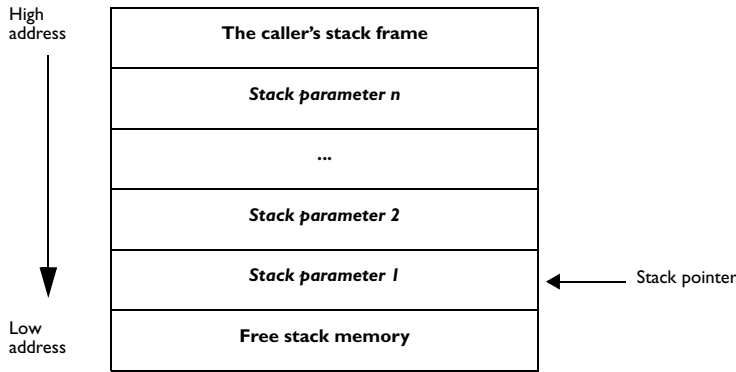 High
address
The caller's stack frame
Stack parameter n
...
Stack parameter 2
Stack parameter 1
Stack pointer
Low
address
Free stack memory